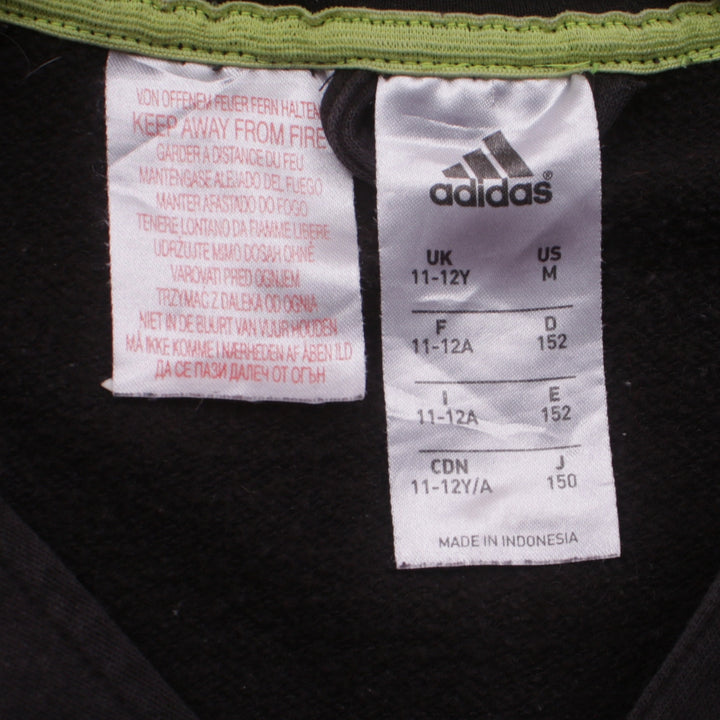 VON OFFENEM FEUER FERN HALTEN
KEEP AWAY FROM FIRE
GARDER A DISTANCE DU FEU
MANTENGASE ALEJADO DEL FUEGO
MANTER AFASTADO DO FOGO
TENERE LONTANO DA FIAMME LIBERE
UDRZUJTE MIMO DOSAH OHNĚ
VAROVATI PRED OGNJEM
TRZYMAC Z DALEKA OD OGNIA
NIET IN DE BUURT VAN VUUR HOUDEN
MÅ IKKE KOMME I NÆRHEDEN AF ÅBEN ILD
ДА СЕ ПАЗИ ДАЛЕЧ ОТ ОГЪН
adidas®
UK US
11-12Y M
F D
11-12A 152
I E
11-12A 152
CDN J
11-12Y/A 150
MADE IN INDONESIA